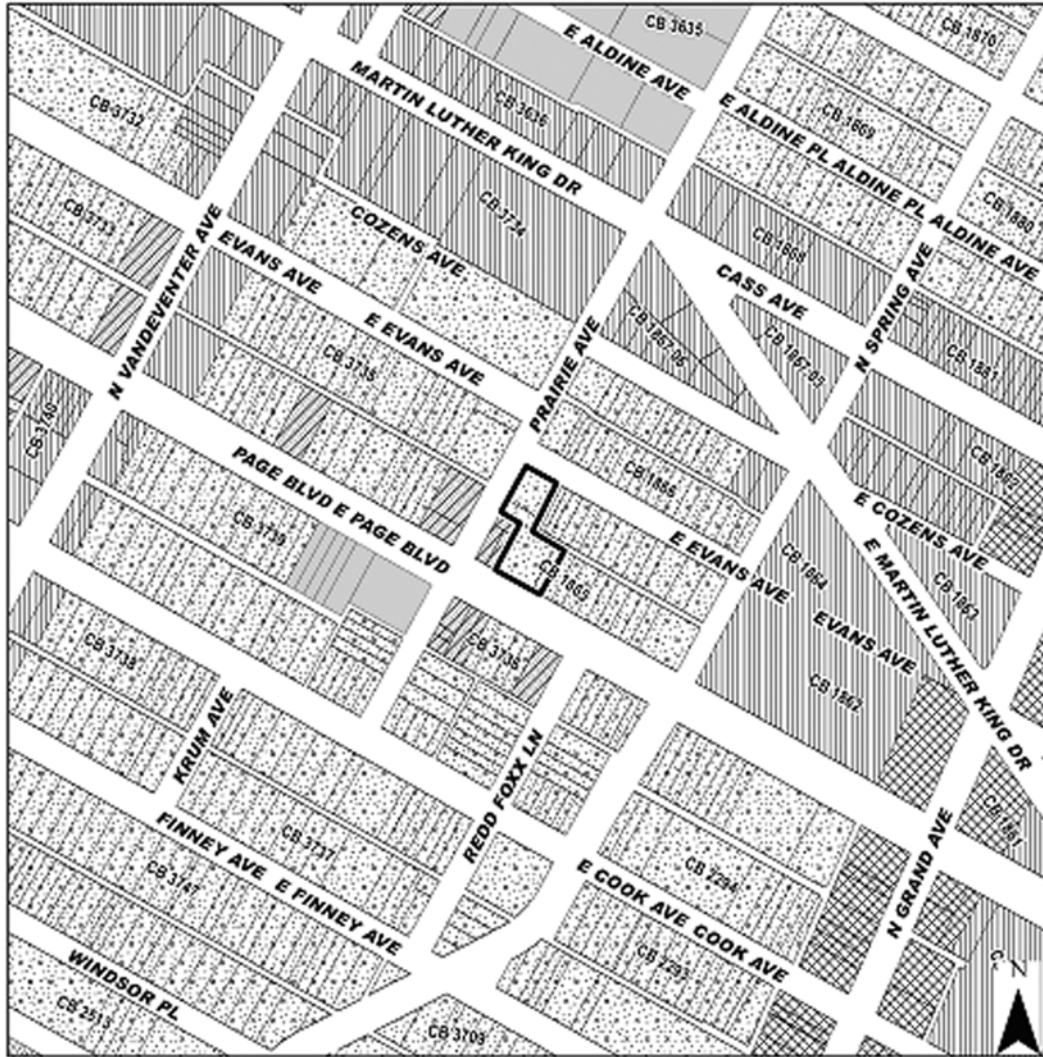 CB 3635
E ALDINE AVE
CB 1870
MARTIN LUTHER KING DR
CB 3636
CB 3732
E ALDINE PL ALDINE PL ALDINE AVE
CB 1869
CB 3733
COZENS AVE
CB 3734
CB 1880
CB 1868
CASS AVE
N SPRING AVE
N VANDEVENTER AVE
EVANS AVE
E EVANS AVE
CB 3735
PRAIRIE AVE
CB 1867.06
CB 1867.05
CB 1881
CB 3740
CB 1866
E EVANS AVE
CB 1882
E COZENS AVE
PAGE BLVD E PAGE BLVD
CB 3739
CB 1865
CB 1864
EVANS AVE
CB 1863
E MARTIN LUTHER KING DR
CB 3738
CB 3736
CB 1862
KRUM AVE
REDD FOXX LN
CB 3737
FINNEY AVE E FINNEY AVE
CB 3747
CB 2294
N GRAND AVE
E COOK AVE COOK AVE
CB 2293
WINDSOR PL
CB 2515
CB 3703
N